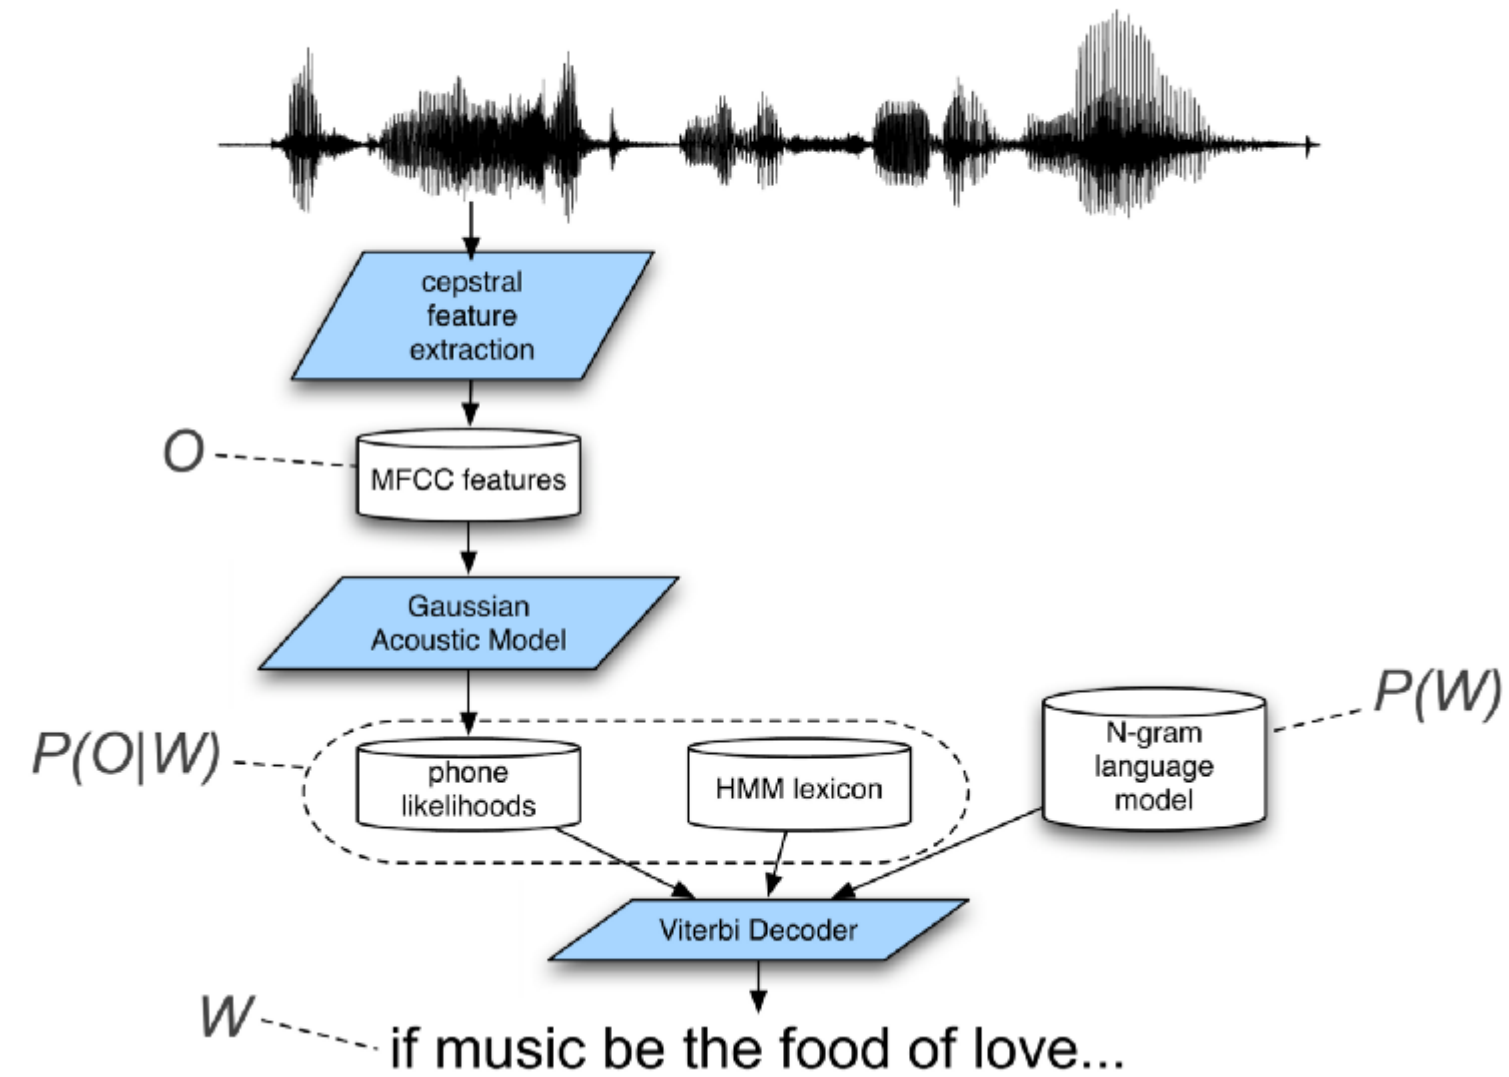 cepstral
feature
extraction
O
MFCC features
Gaussian
Acoustic Model
P(O|W)
phone
likelihoods
HMM lexicon
N-gram
language
model
P(W)
Viterbi Decoder
W
if music be the food of love...